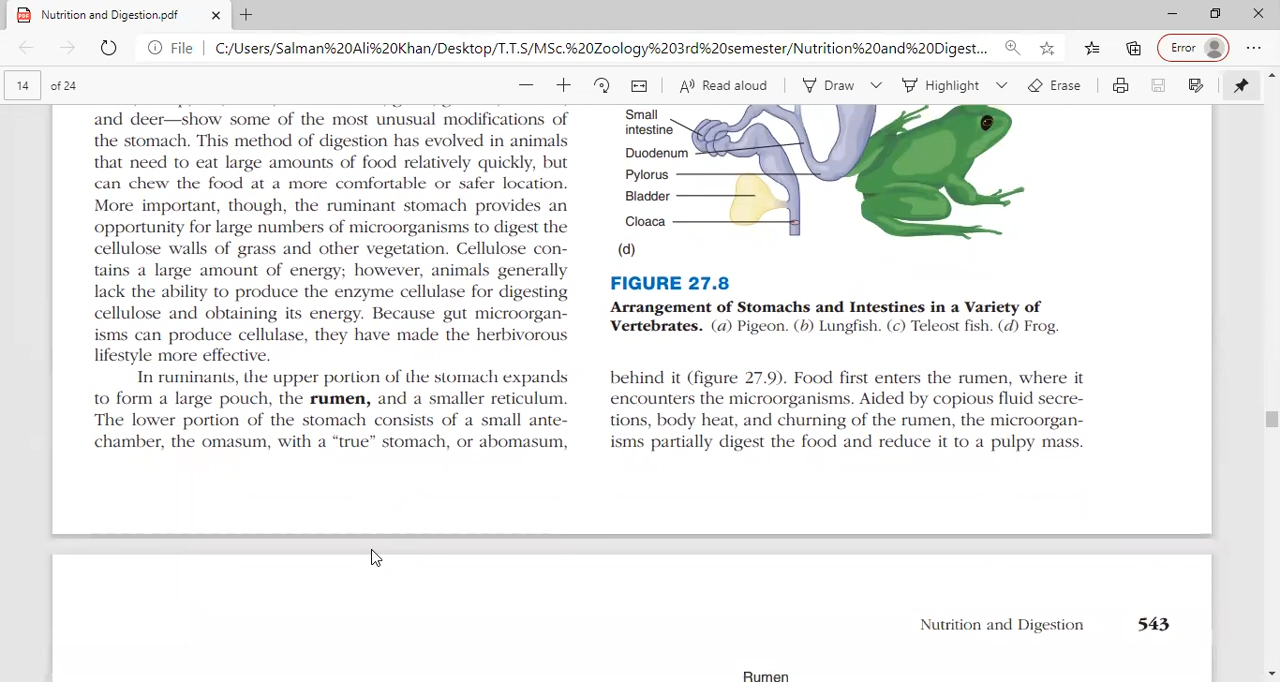 Nutrition and Digestion.pdf
File
C:/Users/Salman%20Ali%20Khan/Desktop/T.T.S/MSc.%20Zoology%203rd%20semester/Nutrition%20and%20Digest...
Error
14 of 24
Read aloud
Draw
Highlight
Erase
and deer—show some of the most unusual modifications of
the stomach. This method of digestion has evolved in animals
that need to eat large amounts of food relatively quickly, but
can chew the food at a more comfortable or safer location.
More important, though, the ruminant stomach provides an
opportunity for large numbers of microorganisms to digest the
cellulose walls of grass and other vegetation. Cellulose con-
tains a large amount of energy; however, animals generally
lack the ability to produce the enzyme cellulase for digesting
cellulose and obtaining its energy. Because gut microorgan-
isms can produce cellulase, they have made the herbivorous
lifestyle more effective.
In ruminants, the upper portion of the stomach expands
to form a large pouch, the rumen, and a smaller reticulum.
The lower portion of the stomach consists of a small ante-
chamber, the omasum, with a “true” stomach, or abomasum,
Small
intestine
Duodenum
Pylorus
Bladder
Cloaca
(d)
FIGURE 27.8
Arrangement of Stomachs and Intestines in a Variety of
Vertebrates. (a) Pigeon. (b) Lungfish. (c) Teleost fish. (d) Frog.
behind it (figure 27.9). Food first enters the rumen, where it
encounters the microorganisms. Aided by copious fluid secre-
tions, body heat, and churning of the rumen, the microorgan-
isms partially digest the food and reduce it to a pulpy mass.
Nutrition and Digestion 543
Rumen